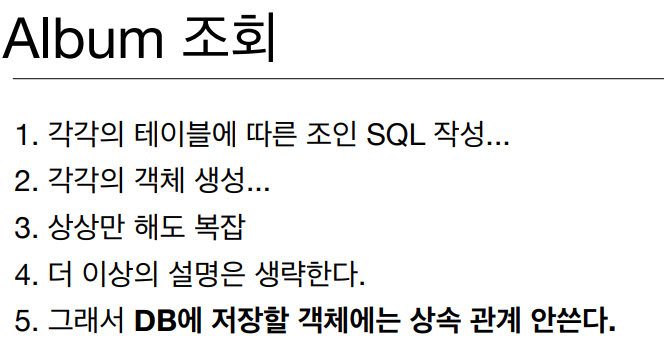 Album 조회
1. 각각의 테이블에 따른 조인 SQL 작성...
2. 각각의 객체 생성...
3. 상상만 해도 복잡
4. 더 이상의 설명은 생략한다.
5. 그래서 DB에 저장할 객체에는 상속 관계 안쓴다.